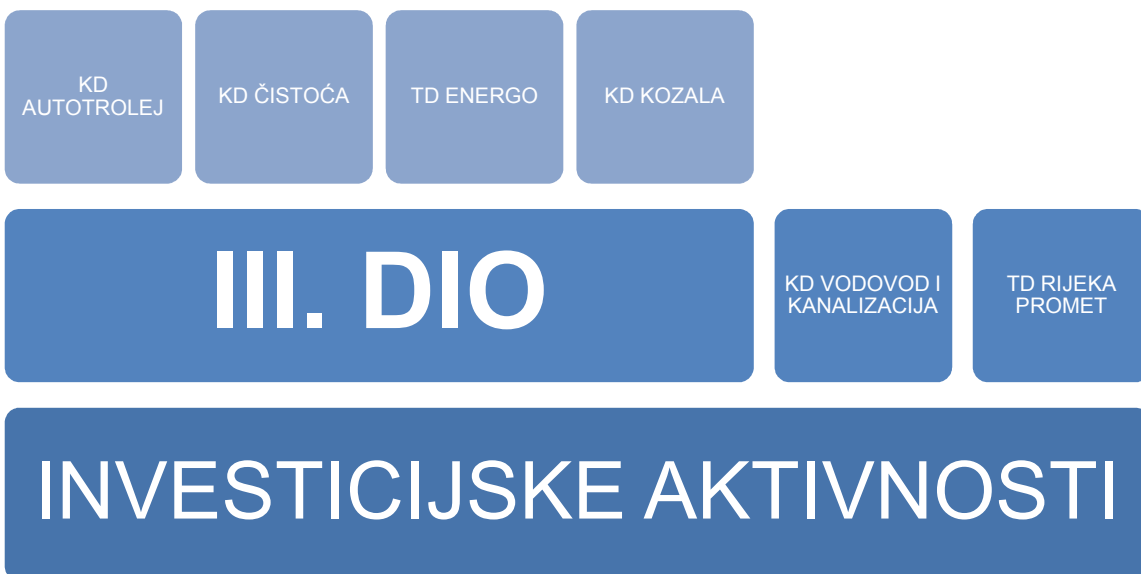 KD
AUTOTROLEJ
KD ČISTOĆA
TD ENERGO
KD KOZALA
III. DIO
KD VODOVOD I
KANALIZACIJA
TD RIJEKA
PROMET
INVESTICIJSKE AKTIVNOSTI